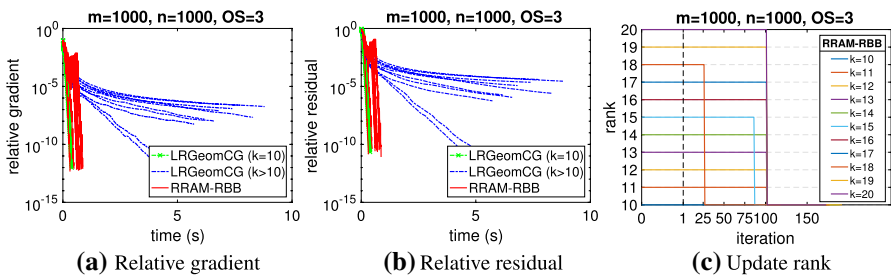 m=1000, n=1000, OS=3
relative gradient
10^0
10^-5
10^-10
10^-15
0
5
10
time (s)
LRGeomCG (k=10)
LRGeomCG (k>10)
RRAM-RBB
(a) Relative gradient
m=1000, n=1000, OS=3
relative residual
10^0
10^-5
10^-10
10^-15
0
5
10
time (s)
LRGeomCG (k=10)
LRGeomCG (k>10)
RRAM-RBB
(b) Relative residual
m=1000, n=1000, OS=3
rank
20
19
18
17
16
15
14
13
12
11
10
0
1
25
50
75
100
150
iteration
RRAM-RBB
k=10
k=11
k=12
k=13
k=14
k=15
k=16
k=17
k=18
k=19
k=20
(c) Update rank